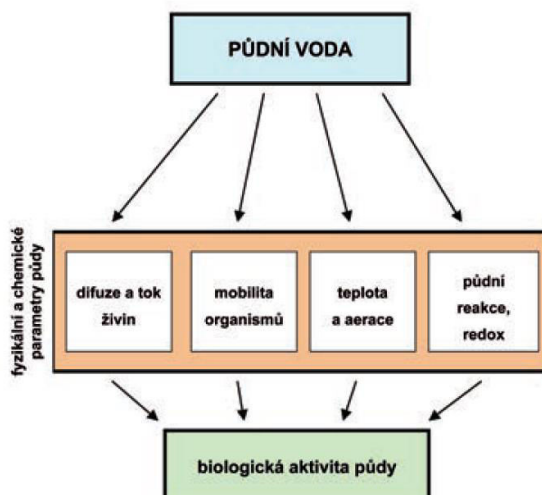 PŮDNÍ VODA
fyzikální a chemické
parametry půdy
difuze a tok
živin
mobilita
organismů
teplota
a aerace
půdní
reakce,
redox
biologická aktivita půdy